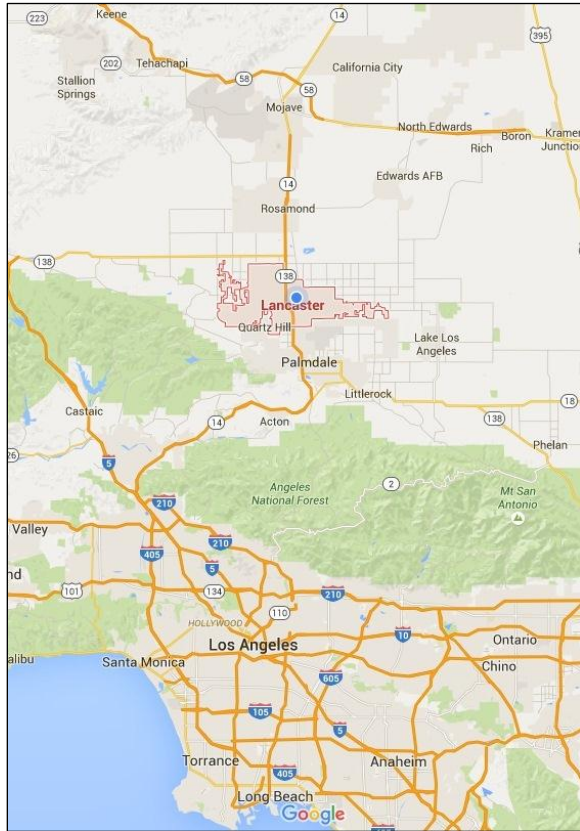 223
Keene
14
395
Tehachapi
202
58
California City
Stallion
Springs
58
Mojave
North Edwards
Boron
Kramer
Junction
Rich
Edwards AFB
14
Rosamond
138
138
Lancaster
Quartz Hill
Lake Los
Angeles
Palmdale
Littlerock
18
Castaic
14
Acton
138
Phelan
26
5
2
Angeles
National Forest
Mt San
Antonio
210
Valley
405
210
5
nd
101
134
210
110
HOLLYWOOD
10
Los Angeles
Ontario
alibu
Santa Monica
605
Chino
105
5
Torrance
Anaheim
405
Long Beach
Google